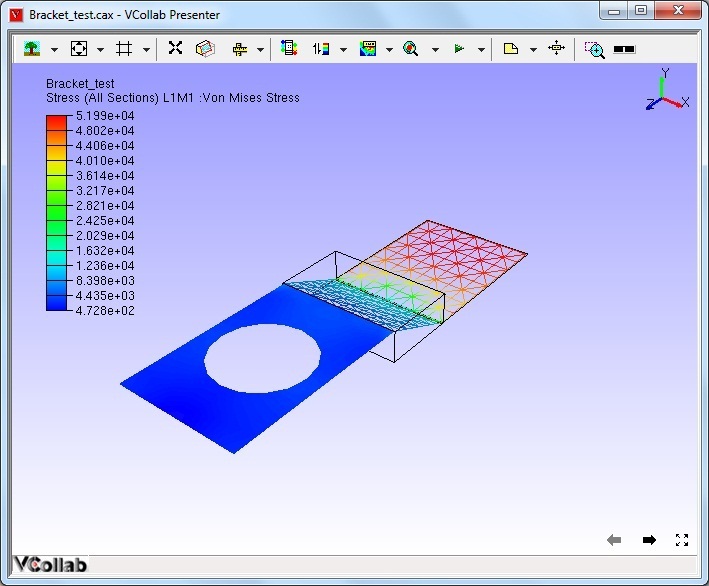 Bracket_test.cax - VCollab Presenter
Bracket_test
Stress (All Sections) L1M1 :Von Mises Stress
5.199e+04
4.802e+04
4.406e+04
4.010e+04
3.614e+04
3.217e+04
2.821e+04
2.425e+04
2.029e+04
1.632e+04
1.236e+04
8.398e+03
4.435e+03
4.728e+02
Y
X
Z
VCollab